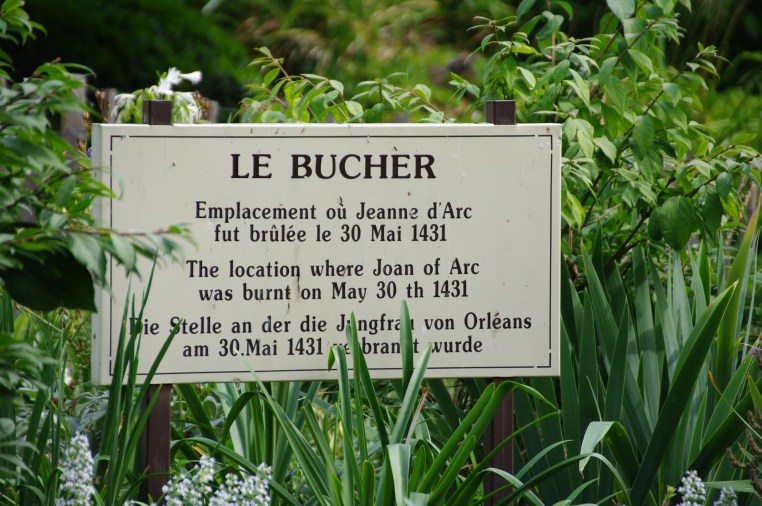 LE BUCHER
Emplacement où Jeanne d'Arc
fut brûlée le 30 Mai 1431
The location where Joan of Arc
was burnt on May 30 th 1431
Die Stelle an der die Jungfrau von Orléans
am 30.Mai 1431 verbrannt wurde